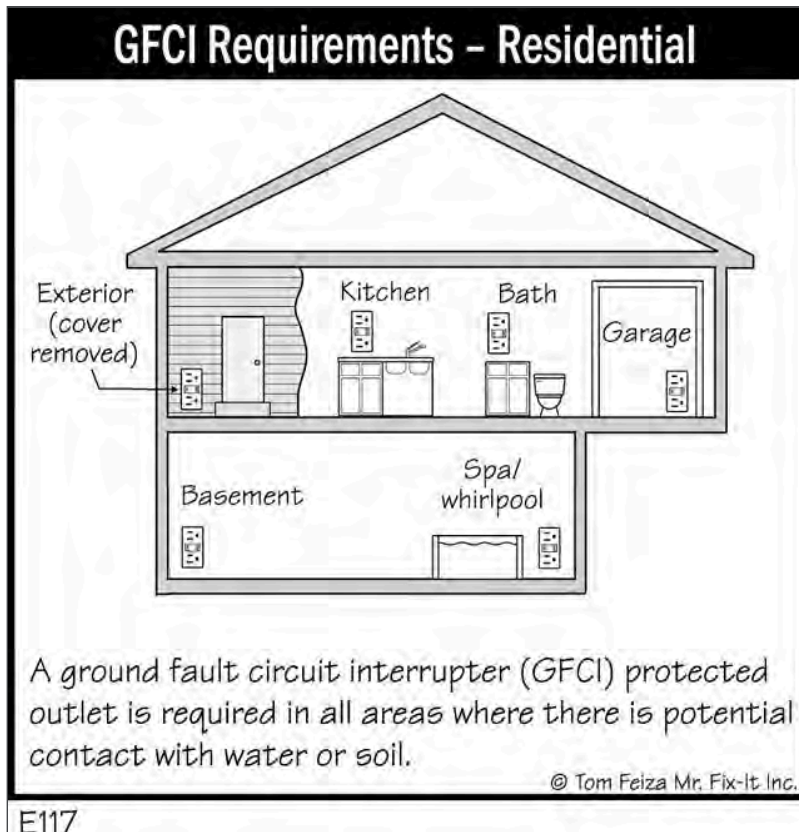 GFCI Requirements – Residential
Exterior
(cover
removed)
Kitchen
Bath
Garage
Basement
Spa/
whirlpool
A ground fault circuit interrupter (GFCI) protected
outlet is required in all areas where there is potential
contact with water or soil.
© Tom Feiza Mr. Fix-It Inc.
E117